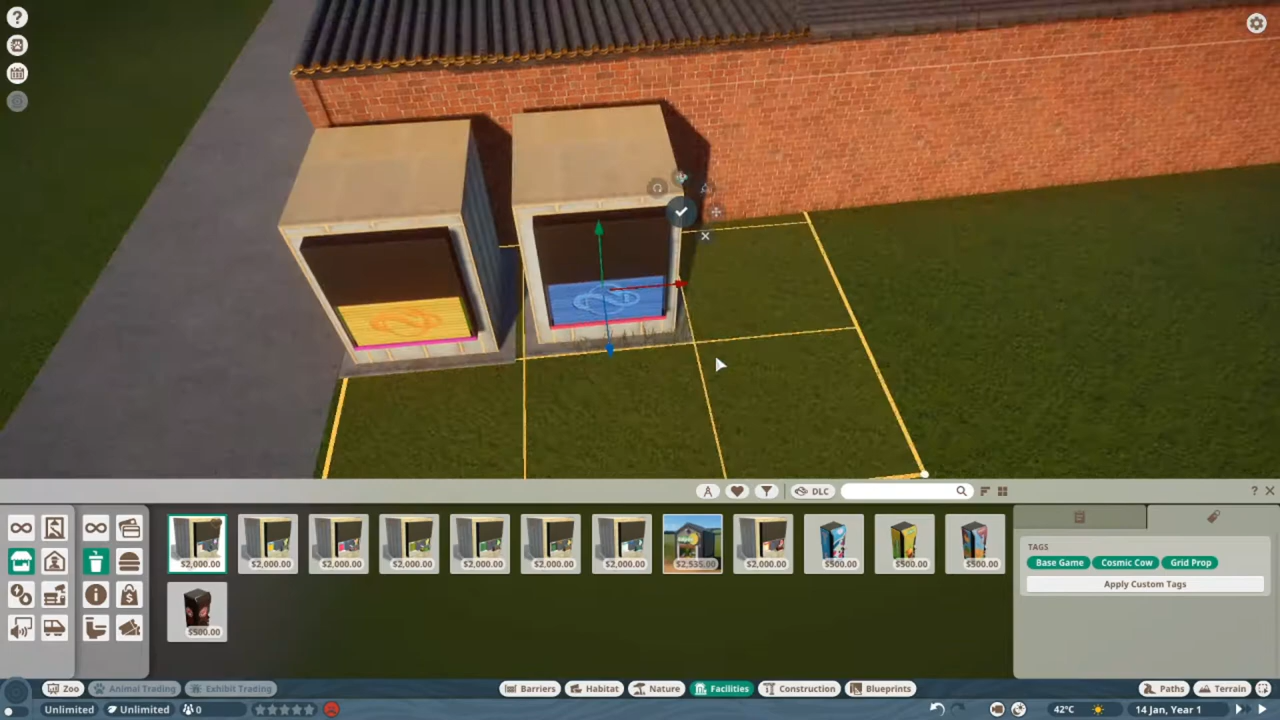 ?
DLC
? ×
$2,000.00 $2,000.00 $2,000.00 $2,000.00 $2,000.00 $2,000.00 $2,000.00 $2,535.00 $2,000.00 $500.00 $500.00 $500.00
$500.00
TAGS
Base Game Cosmic Cow Grid Prop
Apply Custom Tags
Zoo Animal Trading Exhibit Trading Barriers Habitat Nature Facilities Construction Blueprints Paths Terrain
Unlimited Unlimited 0 42°C 14 Jan, Year 1